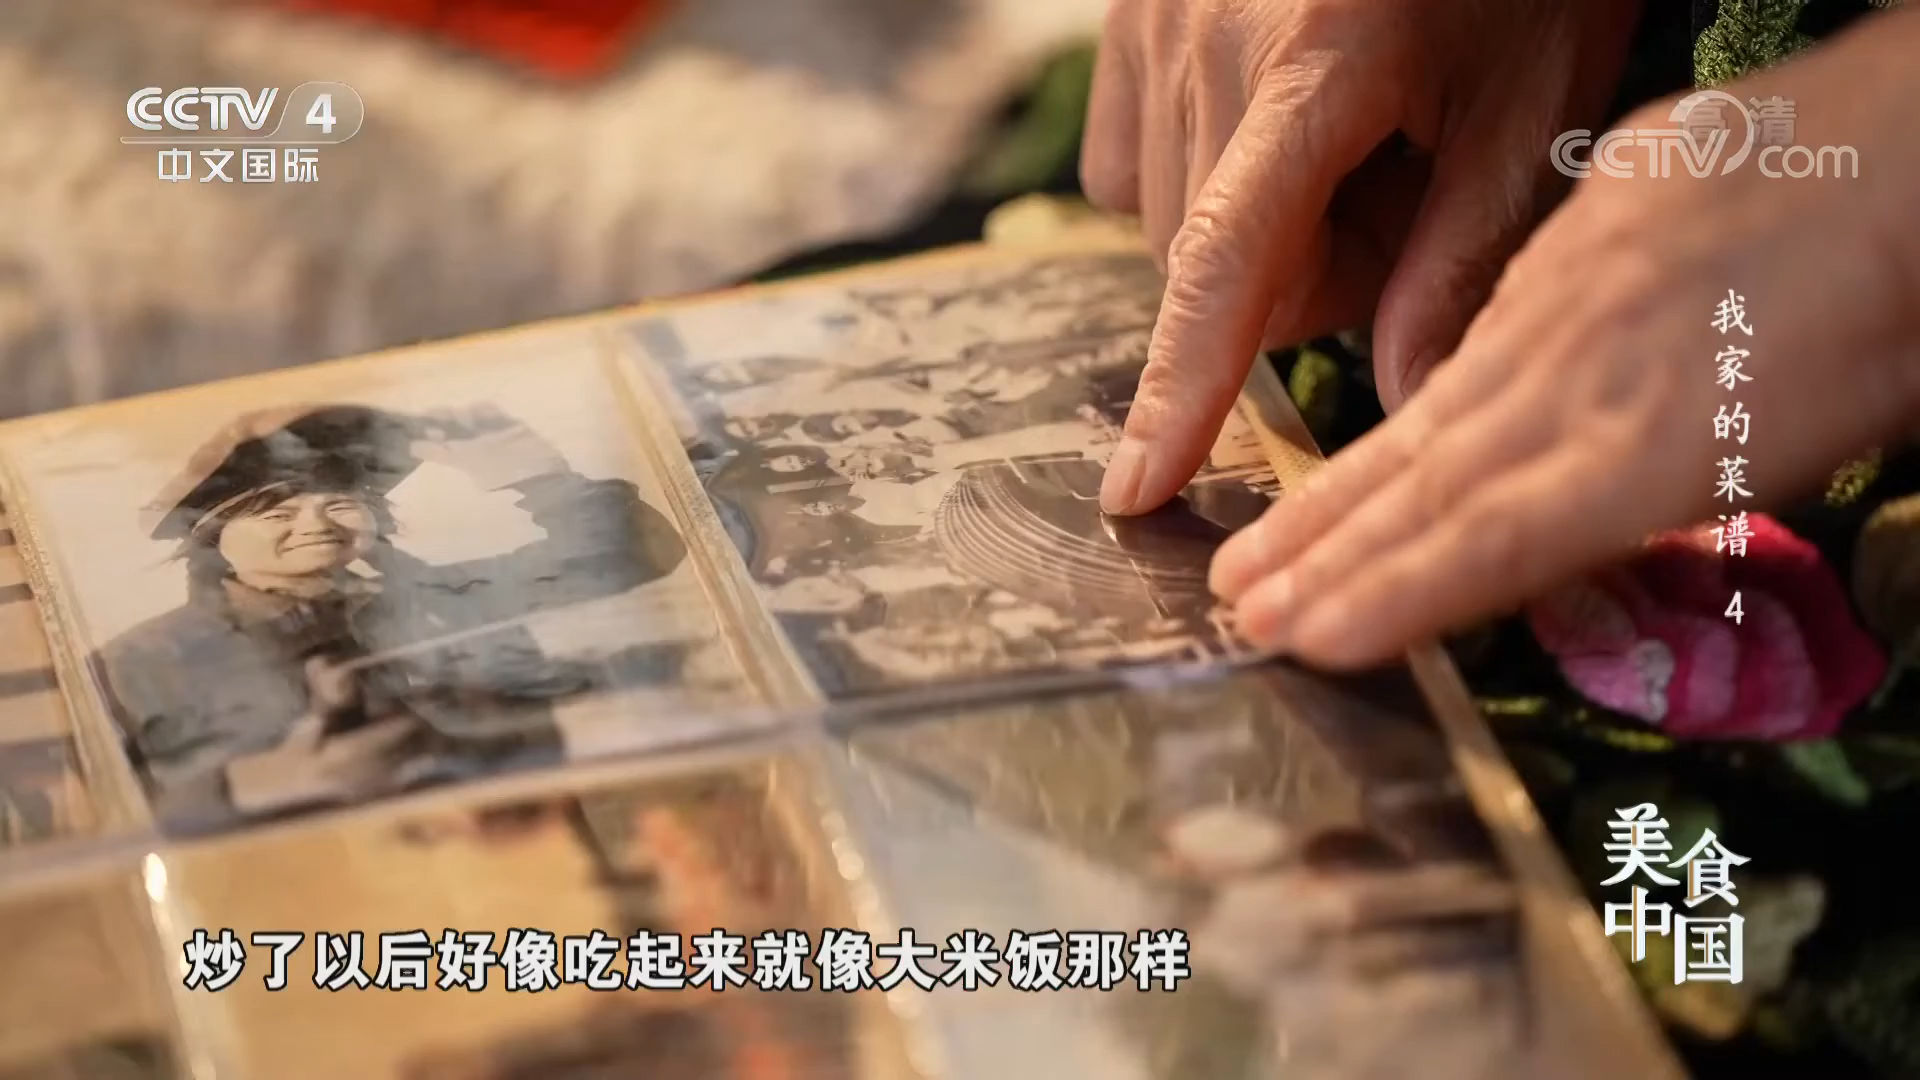 CCTV 4
中文国际
高清
CCTV.com
我家的菜谱 4
美食中国
炒了以后好像吃起来就像大米饭那样